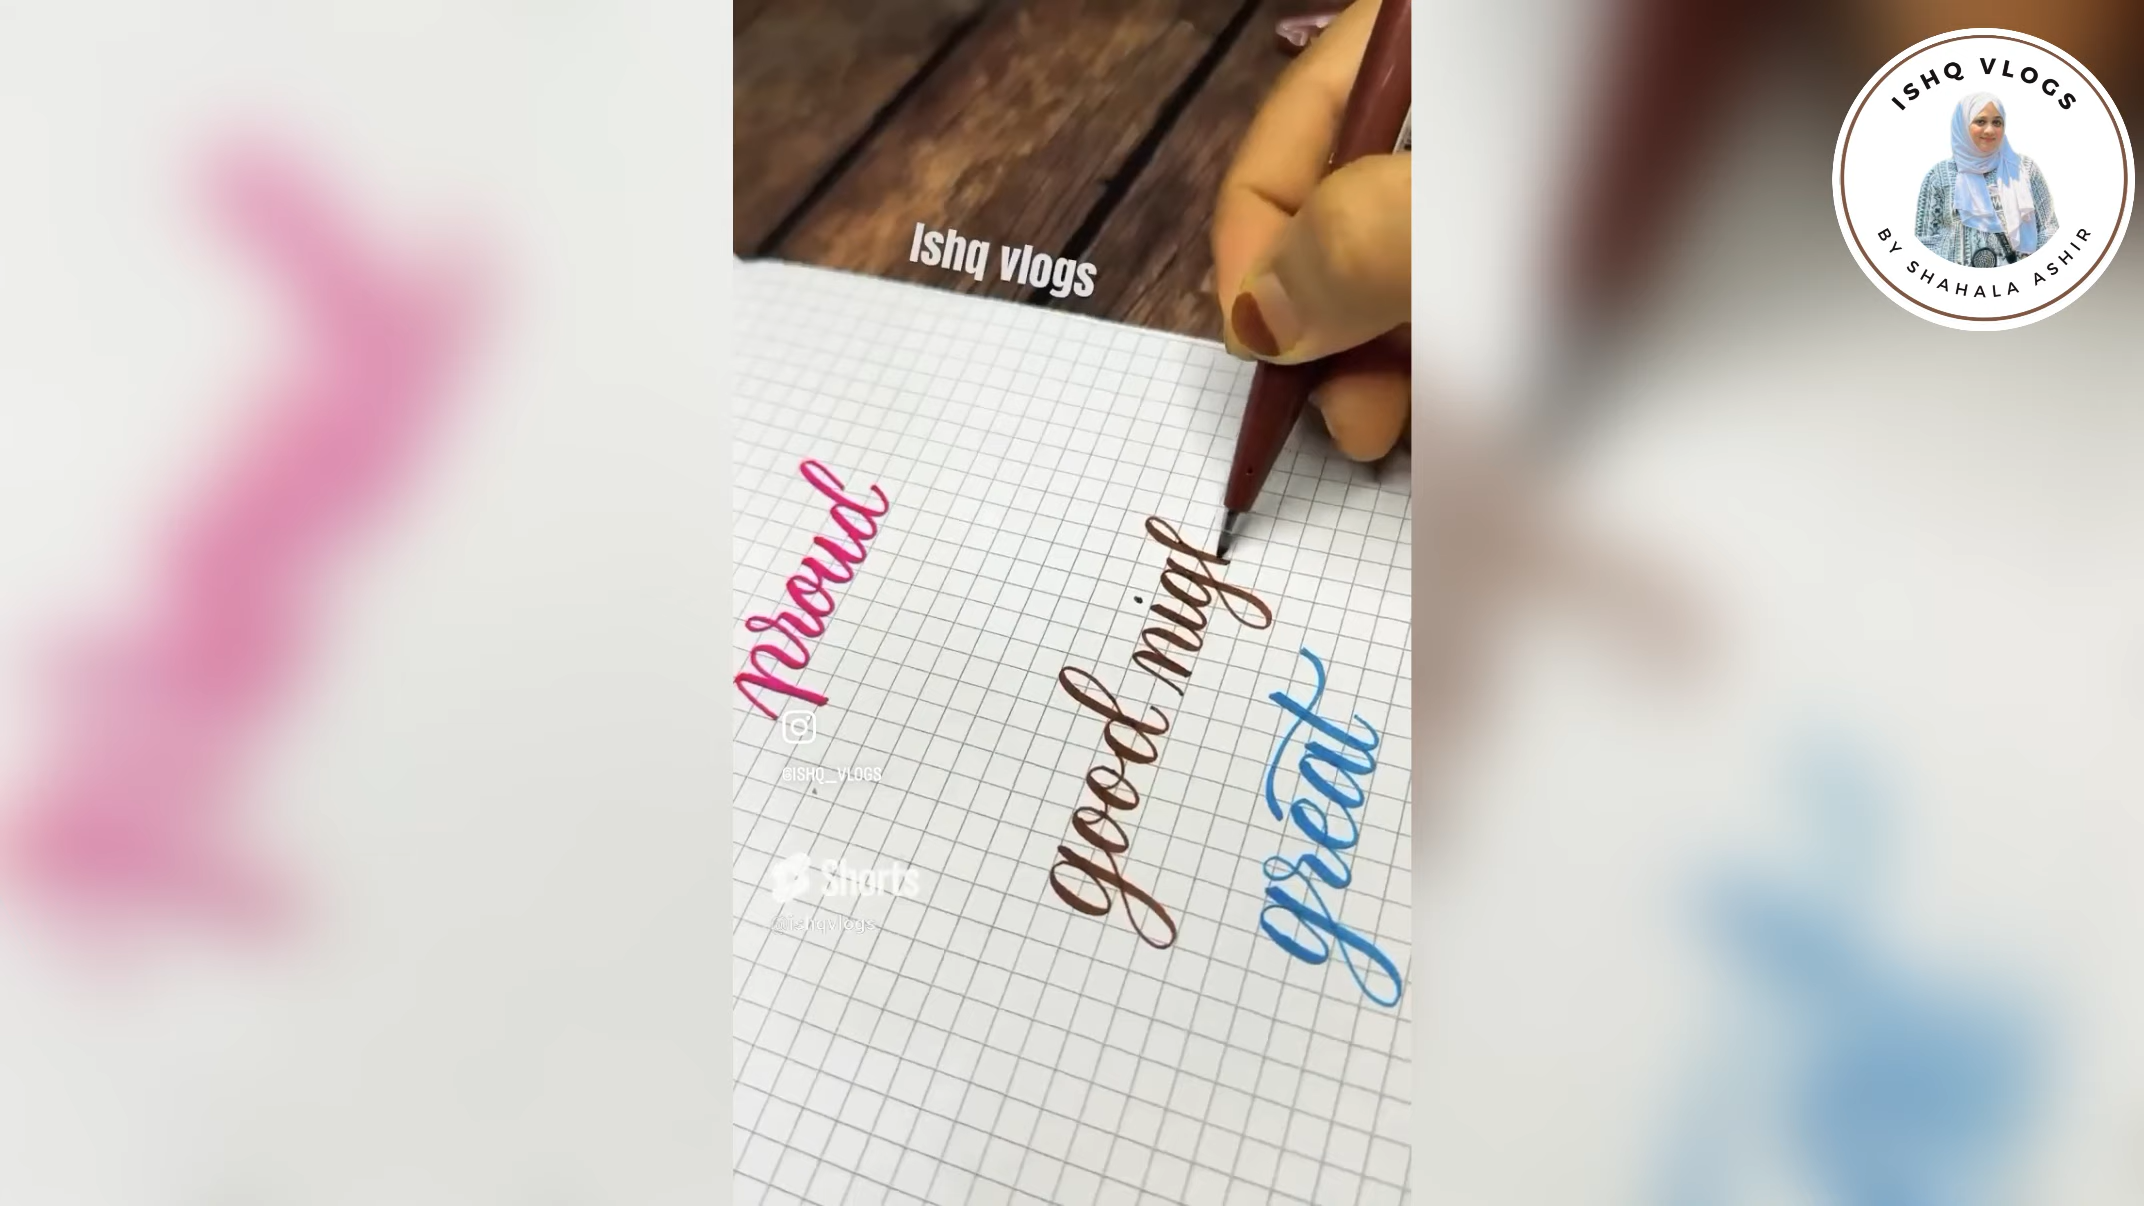 ISHQ VLOGS
BY SHAHALA ASHIR
Ishq vlogs
proud
good nigh
great
@ISHQ_VLOGS
Shorts
@ishqvlogs